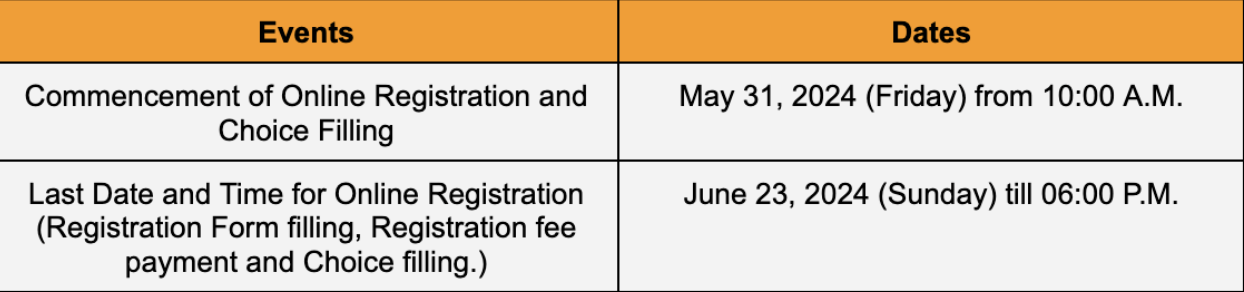 Events
Dates
Commencement of Online Registration and
Choice Filling
May 31, 2024 (Friday) from 10:00 A.M.
Last Date and Time for Online Registration
(Registration Form filling, Registration fee
payment and Choice filling.)
June 23, 2024 (Sunday) till 06:00 P.M.